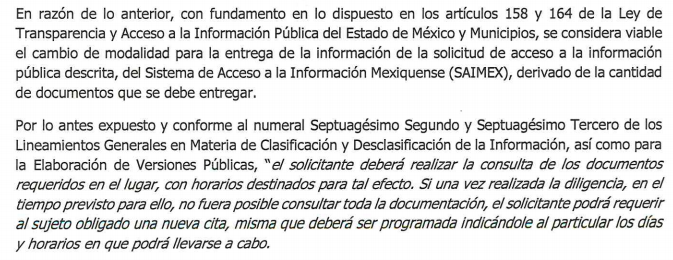 En razón de lo anterior, con fundamento en lo dispuesto en los artículos 158 y 164 de la Ley de
Transparencia y Acceso a la Información Pública del Estado de México y Municipios, se considera viable
el cambio de modalidad para la entrega de la información de la solicitud de acceso a la información
pública descrita, del Sistema de Acceso a la Información Mexiquense (SAIMEX), derivado de la cantidad
de documentos que se debe entregar.
Por lo antes expuesto y conforme al numeral Septuagésimo Segundo y Septuagésimo Tercero de los
Lineamientos Generales en Materia de Clasificación y Desclasificación de la Información, así como para
la Elaboración de Versiones Públicas, "el solicitante deberá realizar la consulta de los documentos
requeridos en el lugar, con horarios destinados para tal efecto. Si una vez realizada la diligencia, en el
tiempo previsto para ello, no fuera posible consultar toda la documentación, el solicitante podrá requerir
al sujeto obligado una nueva cita, misma que deberá ser programada indicándole al particular los días
y horarios en que podrá llevarse a cabo.